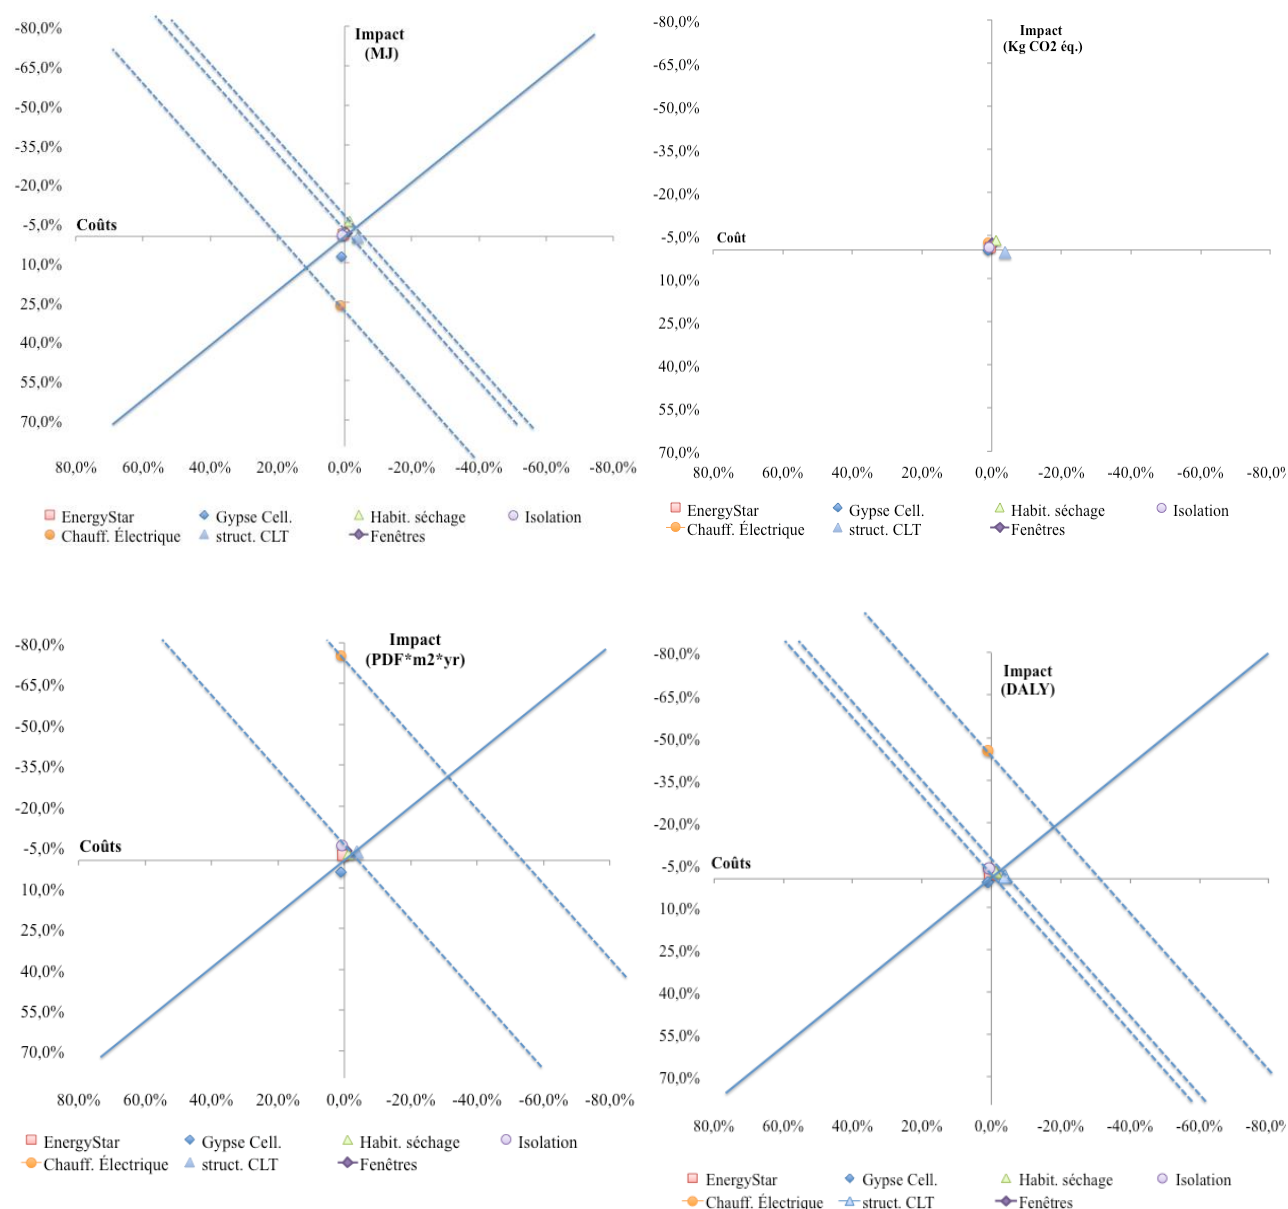 -80,0%
Impact
(MJ)
-65,0%
-50,0%
-35,0%
-20,0%
-5,0%
Coûts
10,0%
25,0%
40,0%
55,0%
70,0%
80,0% 60,0% 40,0% 20,0% 0,0% -20,0% -40,0% -60,0% -80,0%
EnergyStar Gypse Cell. Habit. séchage Isolation
Chauff. Électrique struct. CLT Fenêtres
-80,0%
Impact
(Kg CO2 éq.)
-65,0%
-50,0%
-35,0%
-20,0%
-5,0%
Coût
10,0%
25,0%
40,0%
55,0%
70,0%
80,0% 60,0% 40,0% 20,0% 0,0% -20,0% -40,0% -60,0% -80,0%
EnergyStar Gypse Cell. Habit. séchage Isolation
Chauff. Électrique struct. CLT Fenêtres
-80,0%
Impact
(PDF*m2*yr)
-65,0%
-50,0%
-35,0%
-20,0%
-5,0%
Coûts
10,0%
25,0%
40,0%
55,0%
70,0%
80,0% 60,0% 40,0% 20,0% 0,0% -20,0% -40,0% -60,0% -80,0%
EnergyStar Gypse Cell. Habit. séchage Isolation
Chauff. Électrique struct. CLT Fenêtres
-80,0%
Impact
(DALY)
-65,0%
-50,0%
-35,0%
-20,0%
-5,0%
Coûts
10,0%
25,0%
40,0%
55,0%
70,0%
80,0% 60,0% 40,0% 20,0% 0,0% -20,0% -40,0% -60,0% -80,0%
EnergyStar Gypse Cell. Habit. séchage Isolation
Chauff. Électrique struct. CLT Fenêtres